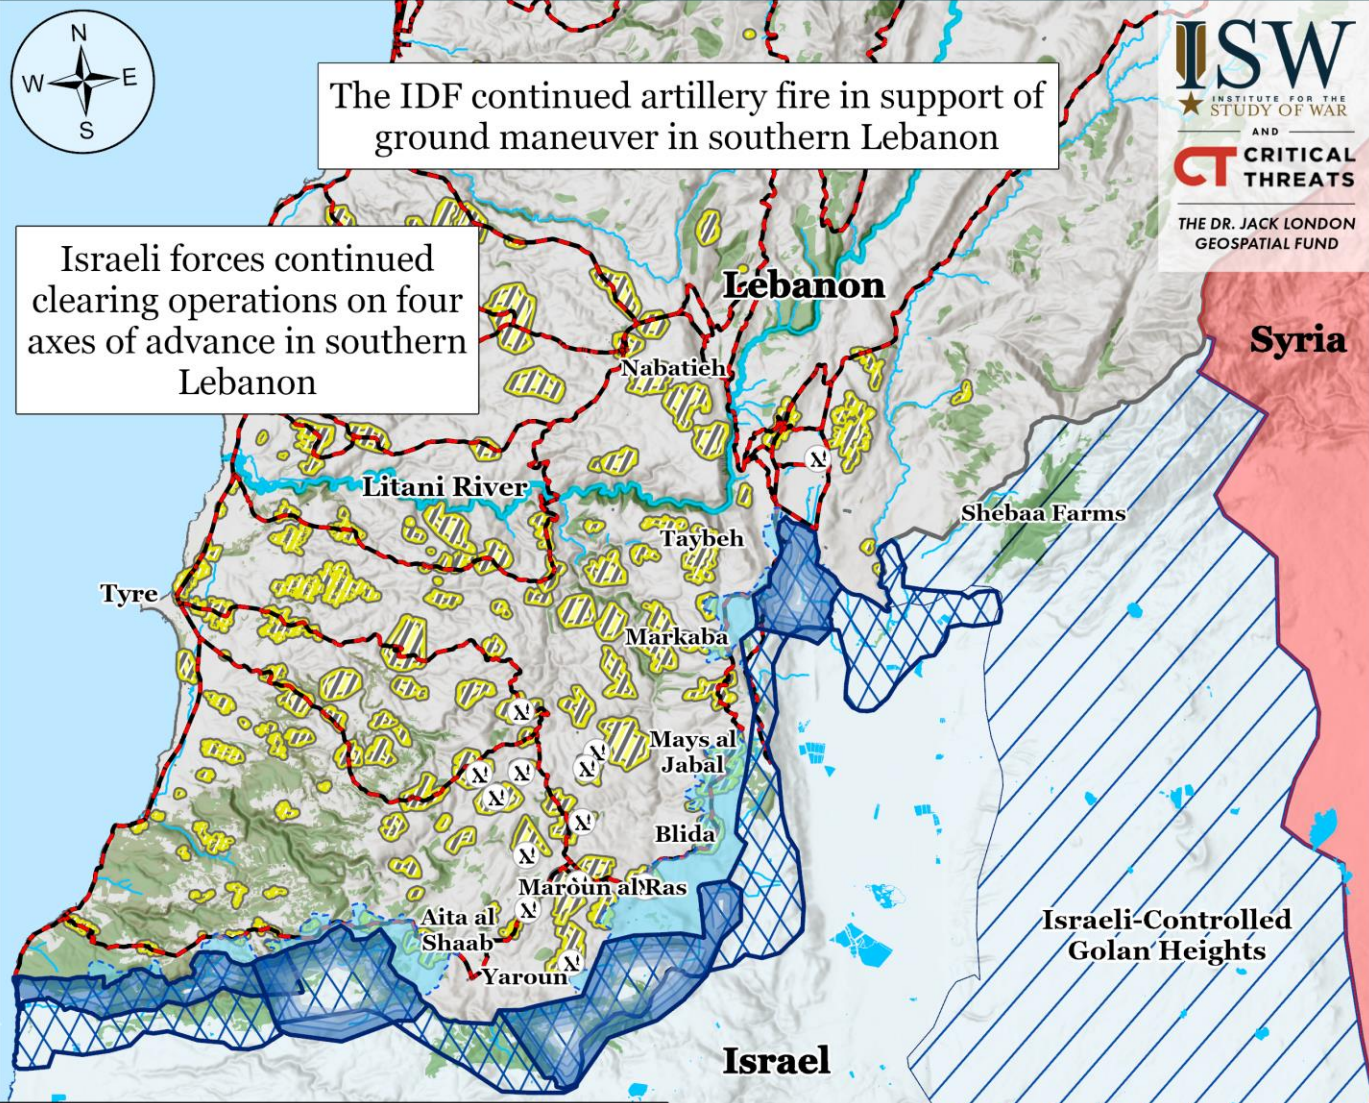 N
W
E
S
The IDF continued artillery fire in support of
ground maneuver in southern Lebanon
ISW
INSTITUTE FOR THE
STUDY OF WAR
AND
CT CRITICAL
THREATS
THE DR. JACK LONDON
GEOSPATIAL FUND
Israeli forces continued
clearing operations on four
axes of advance in southern
Lebanon
Lebanon
Syria
Nabatieh
Litani River
Shebaa Farms
Taybeh
Tyre
Markaba
Mays al
Jabal
Blida
Maroun al Ras
Aita al
Shaab
Yaroun
Israeli-Controlled
Golan Heights
Israel